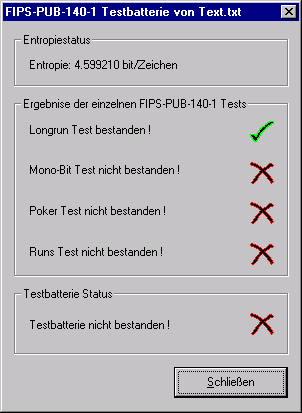 FIPS-PUB-140-1 Testbatterie von Text.txt
Entropiestatus
Entropie: 4.599210 bit/Zeichen
Ergebnise der einzelnen FIPS-PUB-140-1 Tests
Longrun Test bestanden !
Mono-Bit Test nicht bestanden !
Poker Test nicht bestanden !
Runs Test nicht bestanden !
Testbatterie Status
Testbatterie nicht bestanden !
Schließen